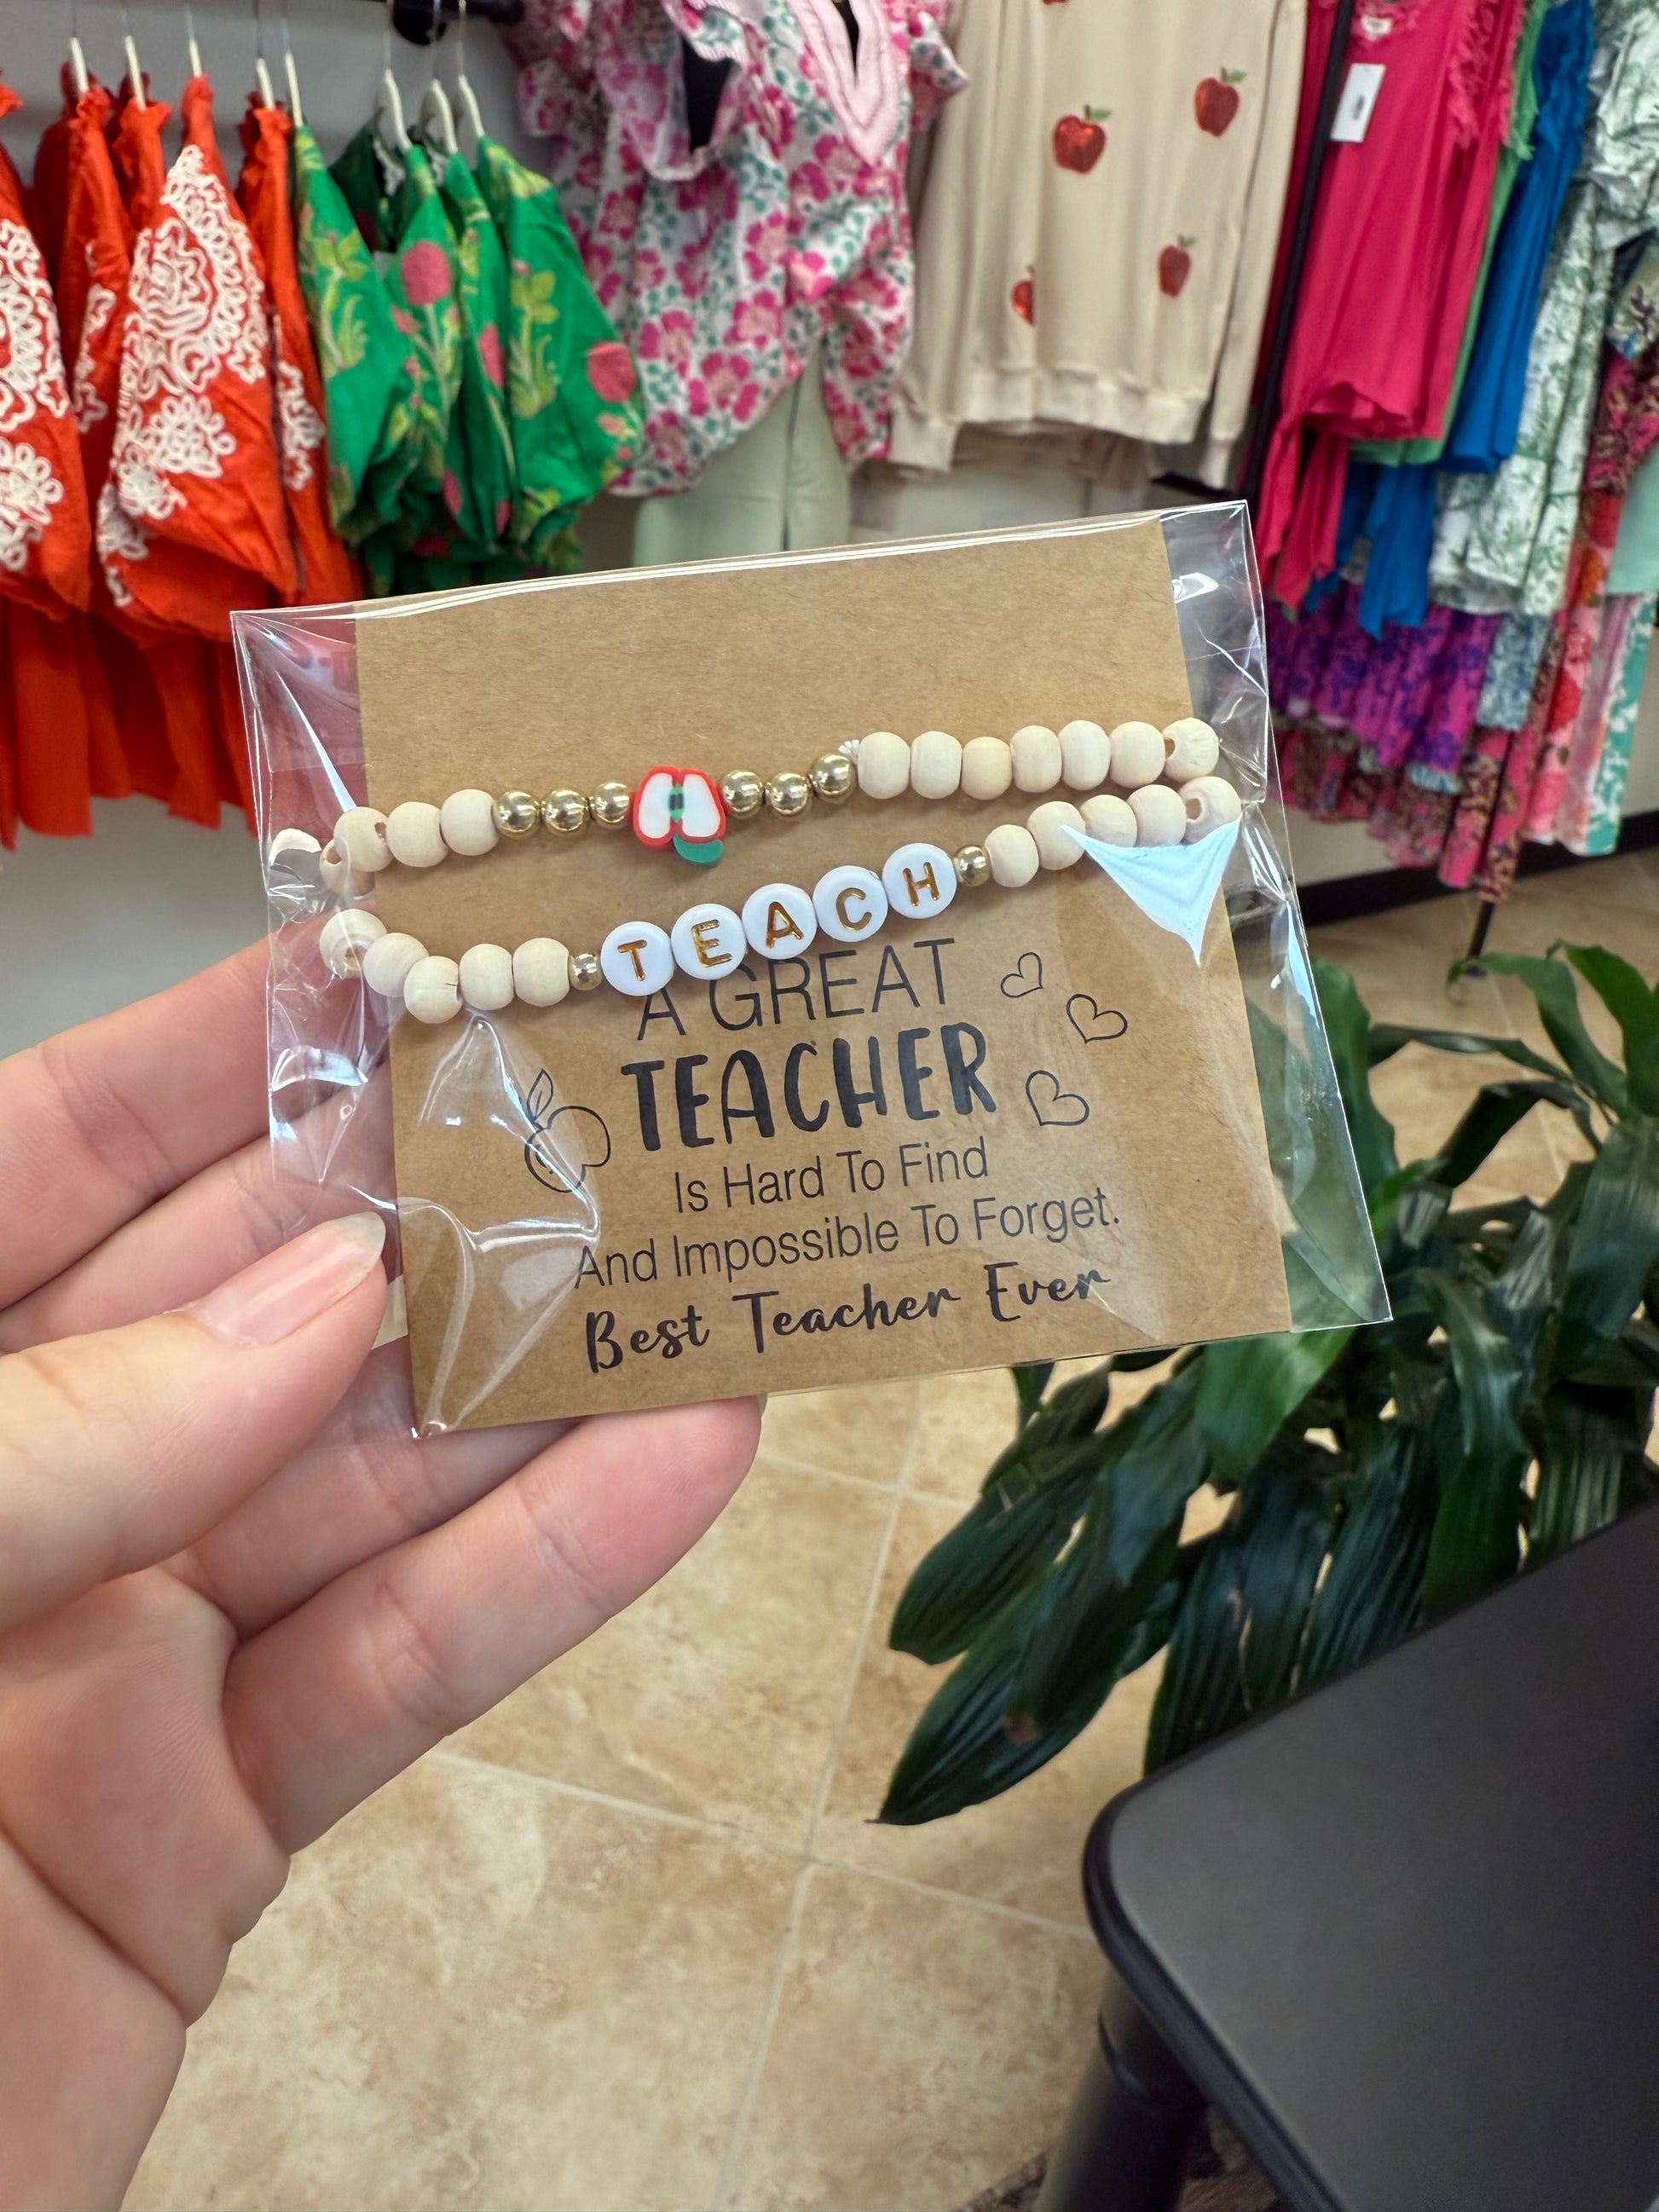 TEACH
A GREAT
TEACHER
Is Hard To Find
And Impossible To Forget.
Best Teacher Ever